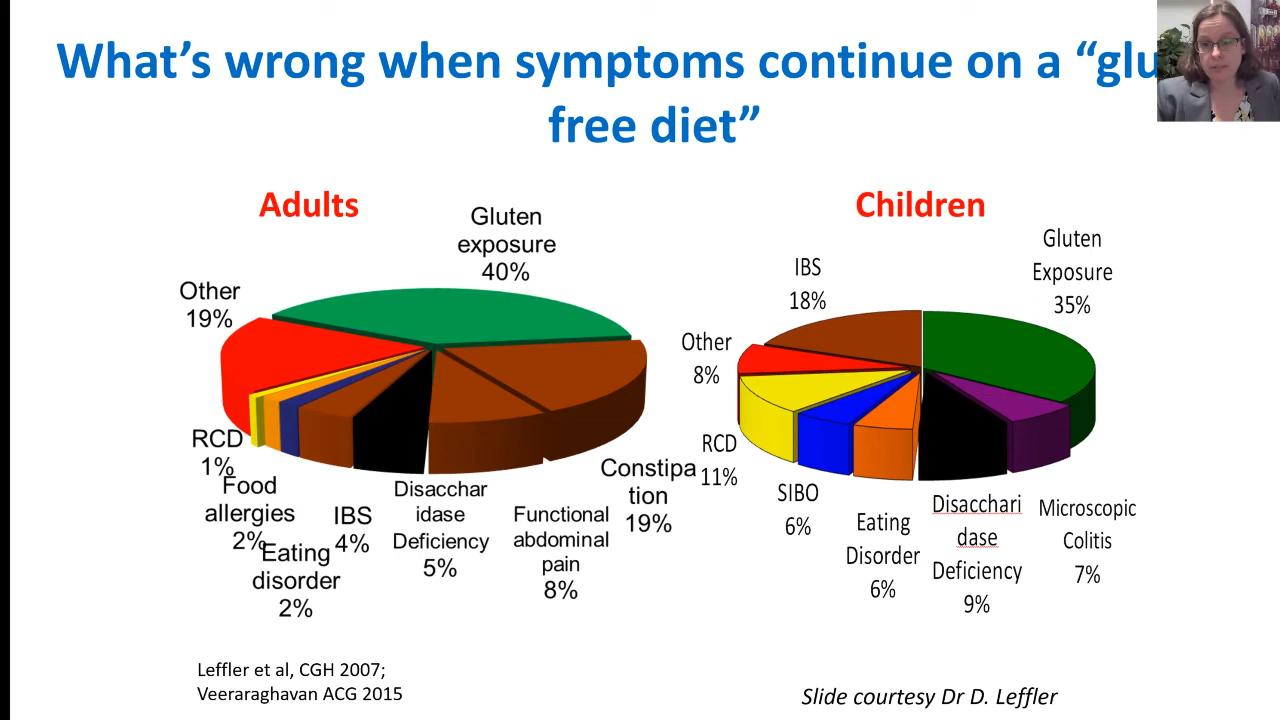 What's wrong when symptoms continue on a “glu
free diet”
Adults
Gluten
exposure
40%
Other
19%
RCD
1%
Food
allergies
2%
Eating
disorder
2%
IBS
4%
Disacchar
idase
Deficiency
5%
Functional
abdominal
pain
8%
Constipa
tion
19%
Children
Gluten
Exposure
35%
IBS
18%
Other
8%
RCD
11%
SIBO
6%
Eating
Disorder
6%
Disacchari
dase
Deficiency
9%
Microscopic
Colitis
7%
Leffler et al, CGH 2007;
Veeraraghavan ACG 2015
Slide courtesy Dr D. Leffler